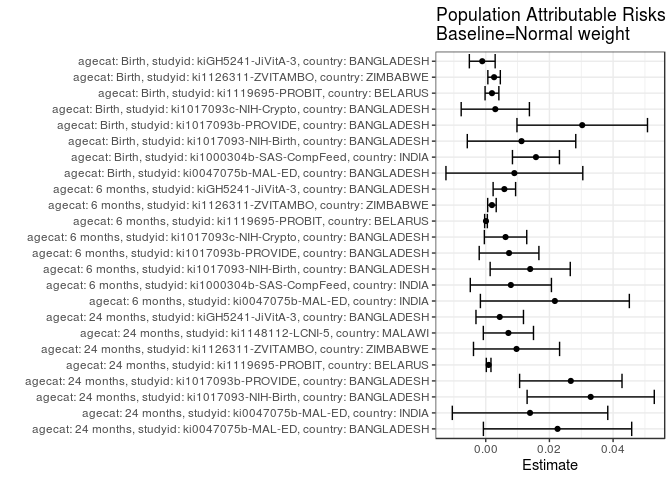 Population Attributable Risks
Baseline=Normal weight
agecat: Birth, studyid: kiGH5241-JiVitA-3, country: BANGLADESH
agecat: Birth, studyid: ki1126311-ZVITAMBO, country: ZIMBABWE
agecat: Birth, studyid: ki1119695-PROBIT, country: BELARUS
agecat: Birth, studyid: ki1017093c-NIH-Crypto, country: BANGLADESH
agecat: Birth, studyid: ki1017093b-PROVIDE, country: BANGLADESH
agecat: Birth, studyid: ki1017093-NIH-Birth, country: BANGLADESH
agecat: Birth, studyid: ki1000304b-SAS-CompFeed, country: INDIA
agecat: Birth, studyid: ki0047075b-MAL-ED, country: BANGLADESH
agecat: 6 months, studyid: kiGH5241-JiVitA-3, country: BANGLADESH
agecat: 6 months, studyid: ki1126311-ZVITAMBO, country: ZIMBABWE
agecat: 6 months, studyid: ki1119695-PROBIT, country: BELARUS
agecat: 6 months, studyid: ki1017093c-NIH-Crypto, country: BANGLADESH
agecat: 6 months, studyid: ki1017093b-PROVIDE, country: BANGLADESH
agecat: 6 months, studyid: ki1017093-NIH-Birth, country: BANGLADESH
agecat: 6 months, studyid: ki1000304b-SAS-CompFeed, country: INDIA
agecat: 6 months, studyid: ki0047075b-MAL-ED, country: INDIA
agecat: 24 months, studyid: kiGH5241-JiVitA-3, country: BANGLADESH
agecat: 24 months, studyid: ki1148112-LCNI-5, country: MALAWI
agecat: 24 months, studyid: ki1126311-ZVITAMBO, country: ZIMBABWE
agecat: 24 months, studyid: ki1119695-PROBIT, country: BELARUS
agecat: 24 months, studyid: ki1017093b-PROVIDE, country: BANGLADESH
agecat: 24 months, studyid: ki1017093-NIH-Birth, country: BANGLADESH
agecat: 24 months, studyid: ki0047075b-MAL-ED, country: INDIA
agecat: 24 months, studyid: ki0047075b-MAL-ED, country: BANGLADESH
0.00 0.02 0.04
Estimate